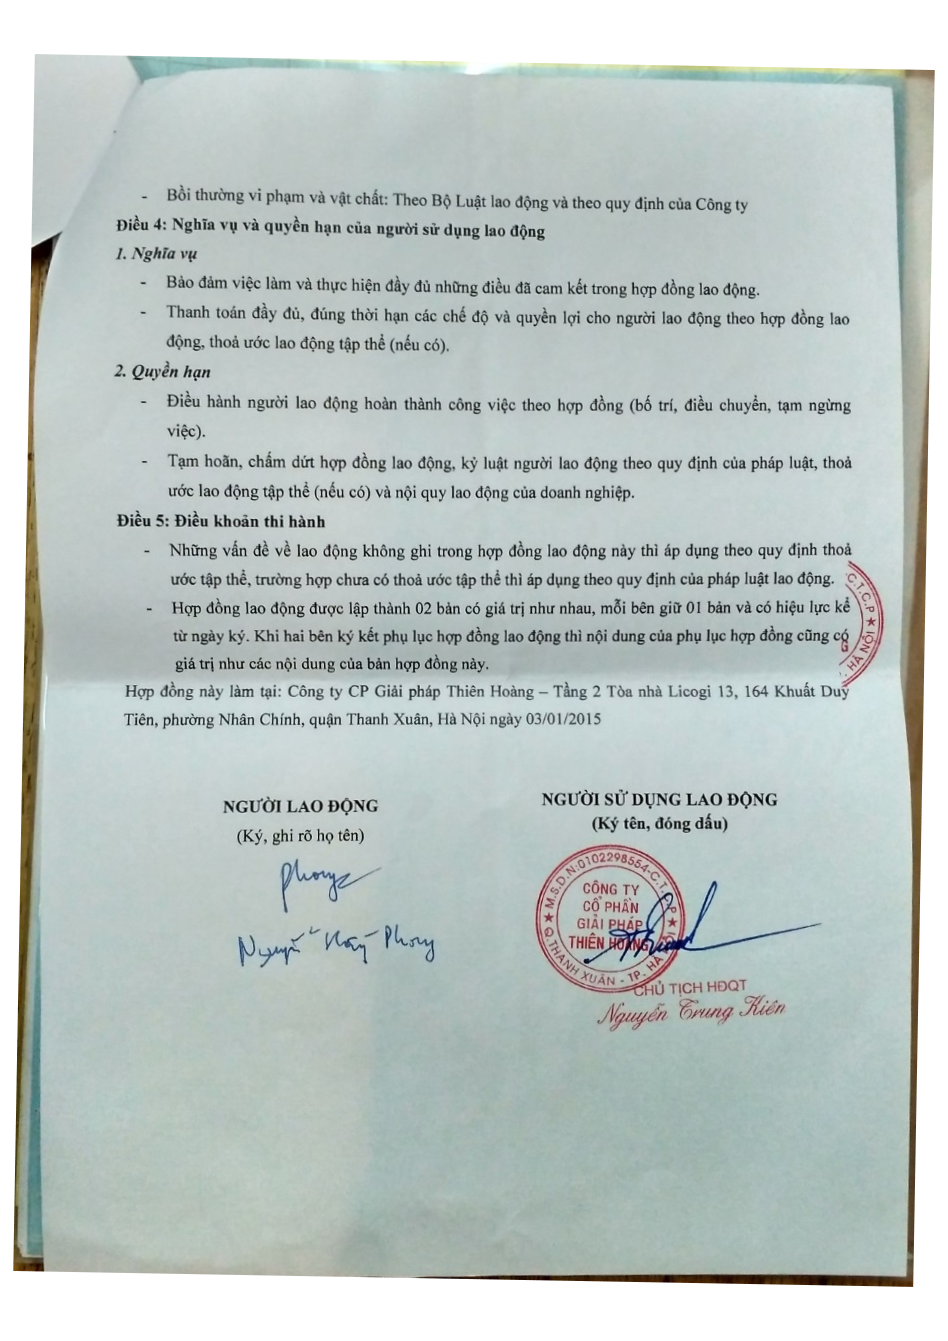 - Bồi thường vi phạm và vật chất: Theo Bộ Luật lao động và theo quy định của Công ty
Điều 4: Nghĩa vụ và quyền hạn của người sử dụng lao động
1. Nghĩa vụ
- Bảo đảm việc làm và thực hiện đầy đủ những điều đã cam kết trong hợp đồng lao động.
- Thanh toán đầy đủ, đúng thời hạn các chế độ và quyền lợi cho người lao động theo hợp đồng lao
động, thoả ước lao động tập thể (nếu có).
2. Quyền hạn
- Điều hành người lao động hoàn thành công việc theo hợp đồng (bố trí, điều chuyển, tạm ngừng
việc).
- Tạm hoãn, chấm dứt hợp đồng lao động, kỷ luật người lao động theo quy định của pháp luật, thoả
ước lao động tập thể (nếu có) và nội quy lao động của doanh nghiệp.
Điều 5: Điều khoản thi hành
- Những vấn đề về lao động không ghi trong hợp đồng lao động này thì áp dụng theo quy định thoả
ước tập thể, trường hợp chưa có thoả ước tập thể thì áp dụng theo quy định của pháp luật lao động.
- Hợp đồng lao động được lập thành 02 bản có giá trị như nhau, mỗi bên giữ 01 bản và có hiệu lực kể
từ ngày ký. Khi hai bên ký kết phụ lục hợp đồng lao động thì nội dung của phụ lục hợp đồng cũng có
giá trị như các nội dung của bản hợp đồng này.
C.T.C.P ★ HÀ NỘI
Hợp đồng này làm tại: Công ty CP Giải pháp Thiên Hoàng – Tầng 2 Tòa nhà Licogi 13, 164 Khuất Duy
Tiên, phường Nhân Chính, quận Thanh Xuân, Hà Nội ngày 03/01/2015
NGƯỜI LAO ĐỘNG
(Ký, ghi rõ họ tên)
Phong
Nguyễn Phong
NGƯỜI SỬ DỤNG LAO ĐỘNG
(Ký tên, đóng dấu)
★ M.S.D.N:0102298554-C.T.C.P ★
Q.THANH XUÂN - TP. HÀ NỘI
CÔNG TY
CỔ PHẦN
GIẢI PHÁP
THIÊN HOÀNG
CHỦ TỊCH HĐQT
Nguyễn Trung Kiên